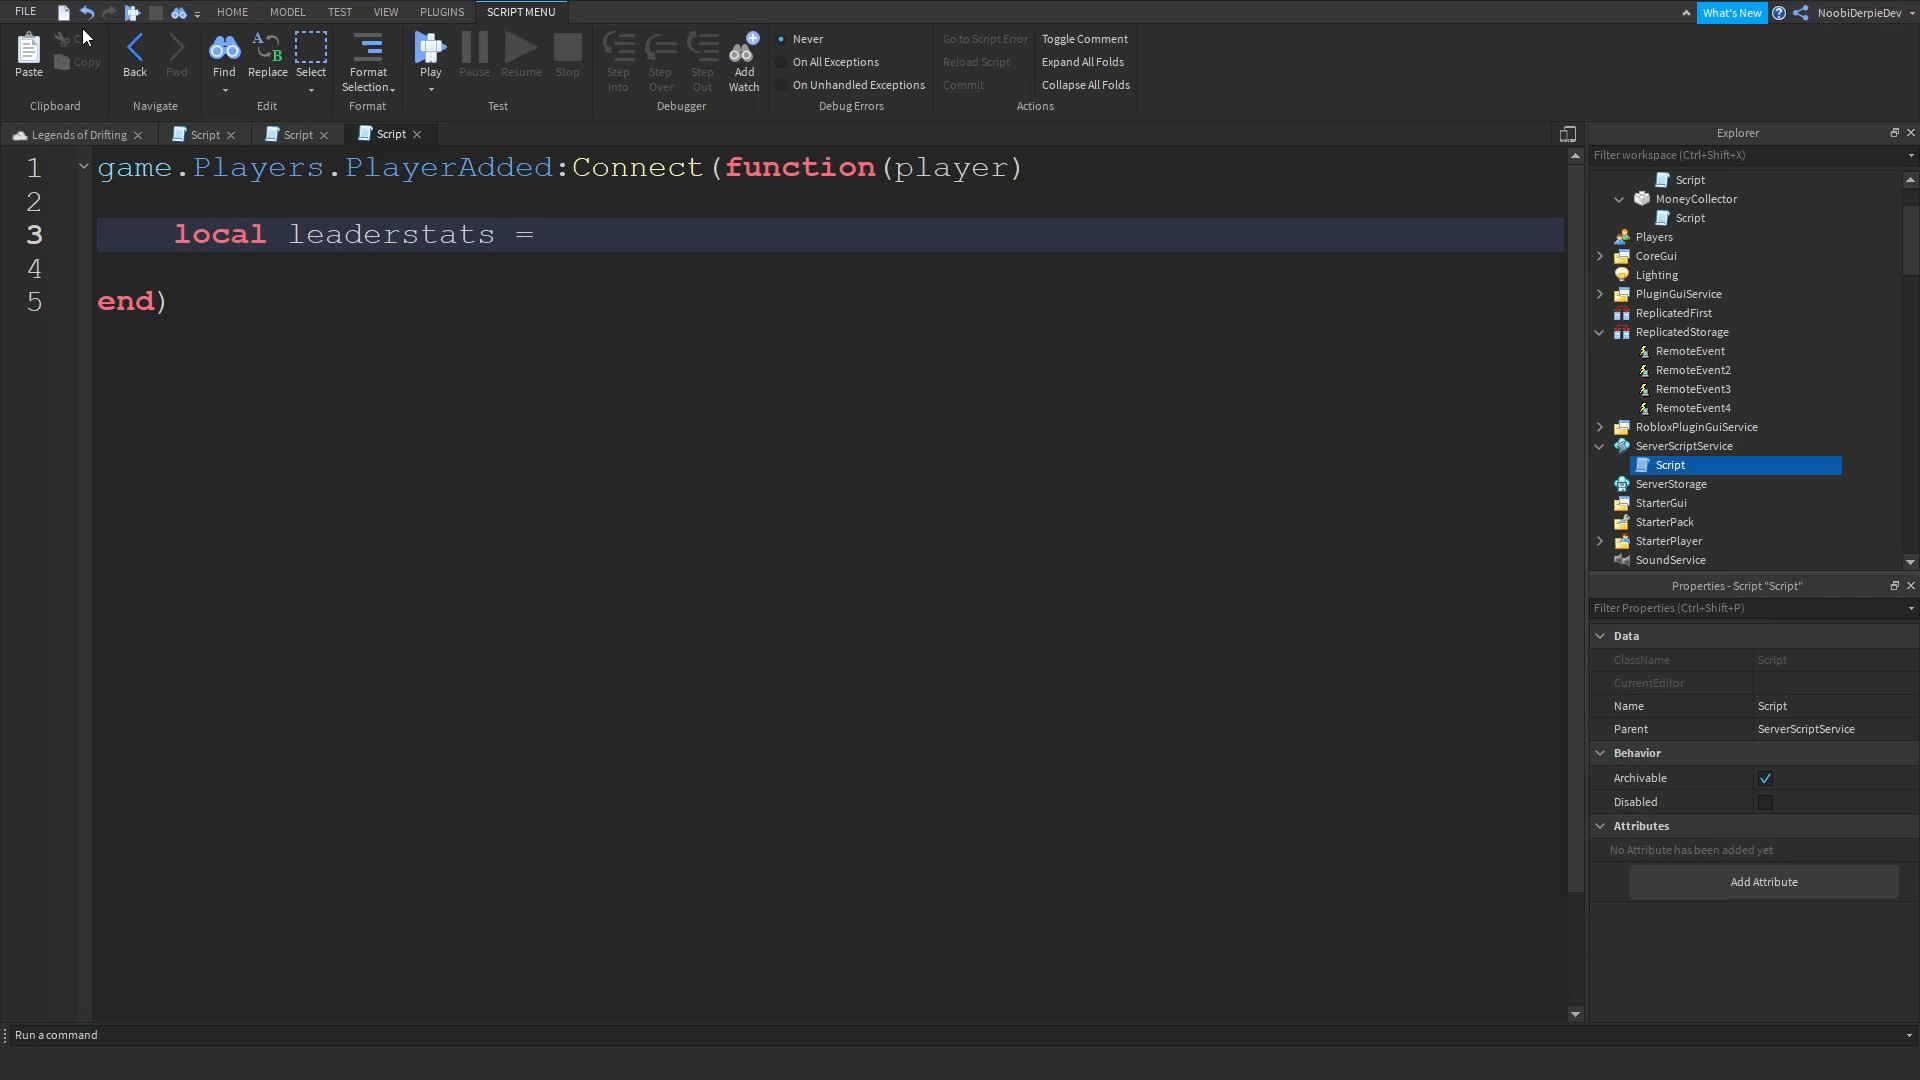 FILE HOME MODEL TEST VIEW PLUGINS SCRIPT MENU What's New NoobiDerpieDev
Paste
Copy
Clipboard
Back Fwd
Navigate
Find Replace Select
Edit
Format
Selection
Format
Play Pause Resume Stop
Test
Step
Into
Step
Over
Step
Out
Add
Watch
Debugger
Never
On All Exceptions
On Unhandled Exceptions
Debug Errors
Go to Script Error
Reload Script
Commit
Toggle Comment
Expand All Folds
Collapse All Folds
Actions
Legends of Drifting Script Script Script
1 game.Players.PlayerAdded:Connect(function(player)
2
3 local leaderstats =
4
5 end)
Explorer
Filter workspace (Ctrl+Shift+X)
Script
MoneyCollector
Script
Players
CoreGui
Lighting
PluginGuiService
ReplicatedFirst
ReplicatedStorage
RemoteEvent
RemoteEvent2
RemoteEvent3
RemoteEvent4
RobloxPluginGuiService
ServerScriptService
Script
ServerStorage
StarterGui
StarterPack
StarterPlayer
SoundService
Properties - Script "Script"
Filter Properties (Ctrl+Shift+P)
Data
ClassName Script
CurrentEditor
Name Script
Parent ServerScriptService
Behavior
Archivable
Disabled
Attributes
No Attribute has been added yet
Add Attribute
Run a command